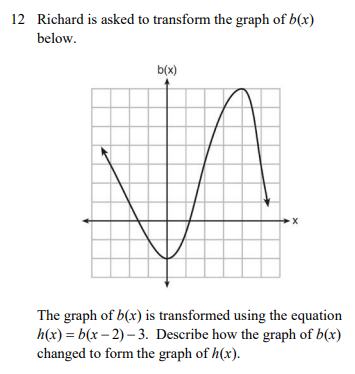 12 Richard is asked to transform the graph of b(x)
below.
b(x)
x
The graph of b(x) is transformed using the equation
h(x) = b(x – 2) – 3. Describe how the graph of b(x)
changed to form the graph of h(x).